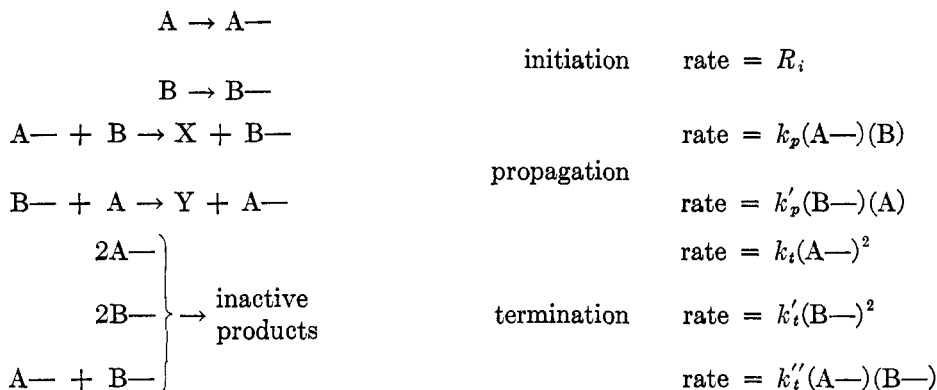 A → A—
initiation rate = R_i
B → B—
A— + B → X + B— rate = k_p(A—)(B)
propagation
B— + A → Y + A— rate = k'_p(B—)(A)
2A— rate = k_t(A—)^2
2B— → inactive products termination rate = k'_t(B—)^2
A— + B— rate = k''_t(A—)(B—)